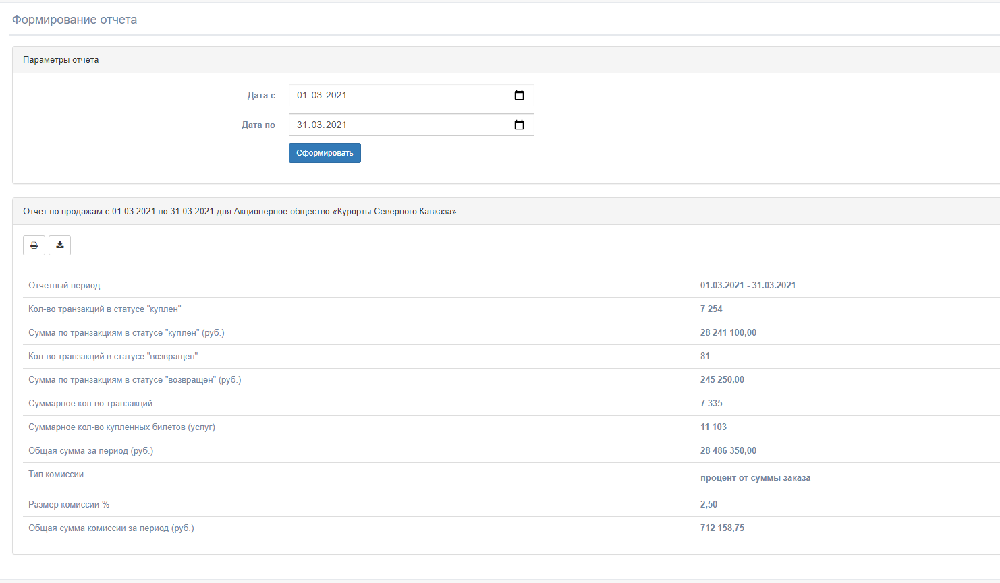 Формирование отчета
Параметры отчета
Дата с 01.03.2021
Дата по 31.03.2021
Сформировать
Отчет по продажам с 01.03.2021 по 31.03.2021 для Акционерное общество «Курорты Северного Кавказа»
Отчетный период 01.03.2021 - 31.03.2021
Кол-во транзакций в статусе "куплен" 7 254
Сумма по транзакциям в статусе "куплен" (руб.) 28 241 100,00
Кол-во транзакций в статусе "возвращен" 81
Сумма по транзакциям в статусе "возвращен" (руб.) 245 250,00
Суммарное кол-во транзакций 7 335
Суммарное кол-во купленных билетов (услуг) 11 103
Общая сумма за период (руб.) 28 486 350,00
Тип комиссии процент от суммы заказа
Размер комиссии % 2,50
Общая сумма комиссии за период (руб.) 712 158,75